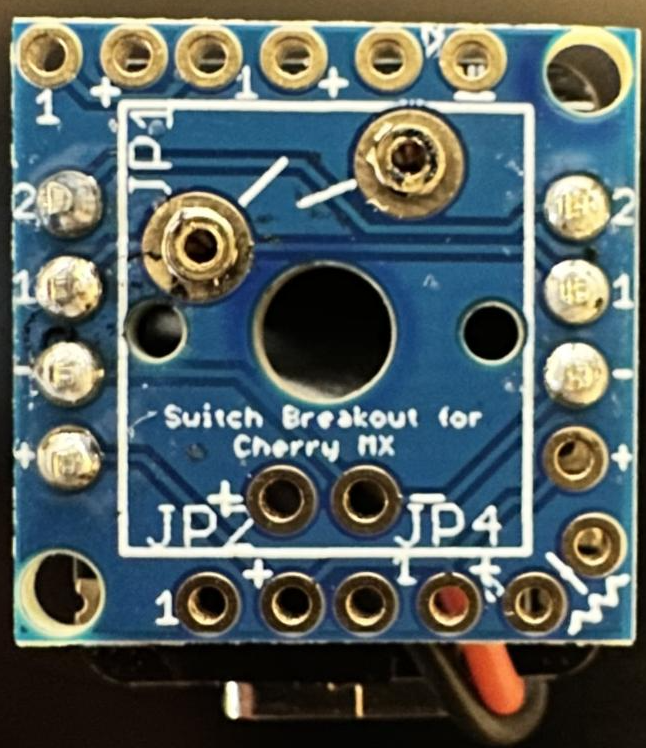 1 + 1 + -
JP1
2 2
1 1
- -
Switch Breakout for
Cherry MX
+ +
+ -
JP2 JP4
1 + 1 +